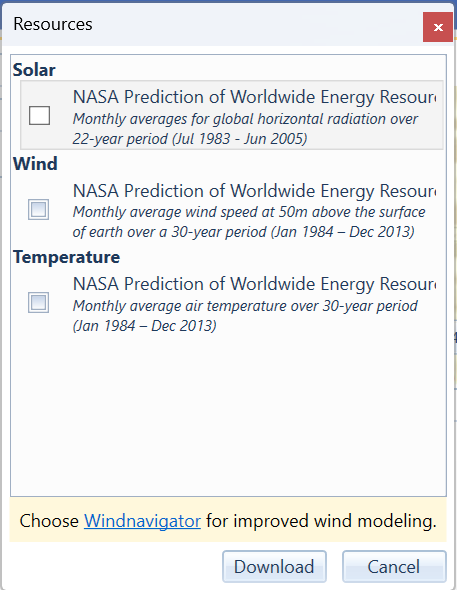 Resources
Solar
NASA Prediction of Worldwide Energy
Monthly averages for global horizontal radiation over
22-year period (Jul 1983 - Jun 2005)
Wind
NASA Prediction of Worldwide Energy
Monthly average wind speed at 50m above the surface
of earth over a 30-year period (Jan 1984 – Dec 2013)
Temperature
NASA Prediction of Worldwide Energy
Monthly average air temperature over 30-year period
(Jan 1984 – Dec 2013)
Choose Windnavigator for improved wind modeling.
Download Cancel